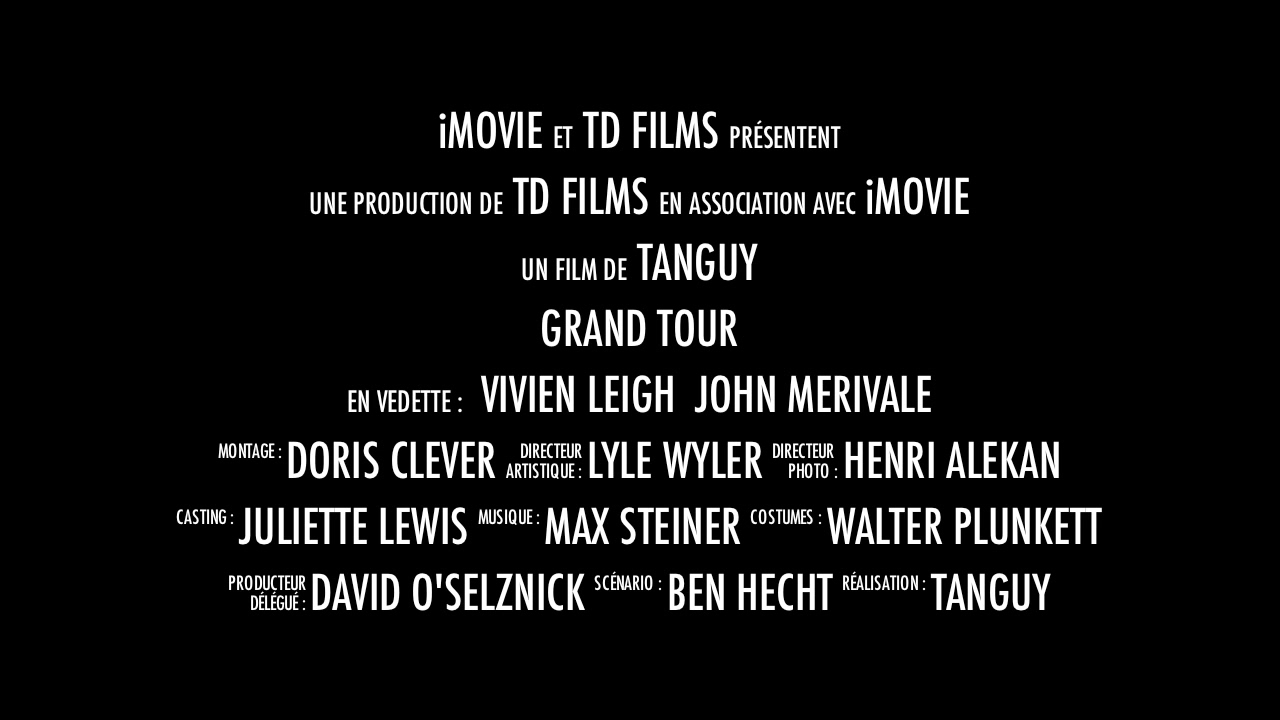 iMOVIE ET TD FILMS PRÉSENTENT
UNE PRODUCTION DE TD FILMS EN ASSOCIATION AVEC iMOVIE
UN FILM DE TANGUY
GRAND TOUR
EN VEDETTE : VIVIEN LEIGH JOHN MERIVALE
MONTAGE : DORIS CLEVER DIRECTEUR ARTISTIQUE : LYLE WYLER DIRECTEUR PHOTO : HENRI ALEKAN
CASTING : JULIETTE LEWIS MUSIQUE : MAX STEINER COSTUMES : WALTER PLUNKETT
PRODUCTEUR DÉLÉGUÉ : DAVID O'SELZNICK SCÉNARIO : BEN HECHT RÉALISATION : TANGUY